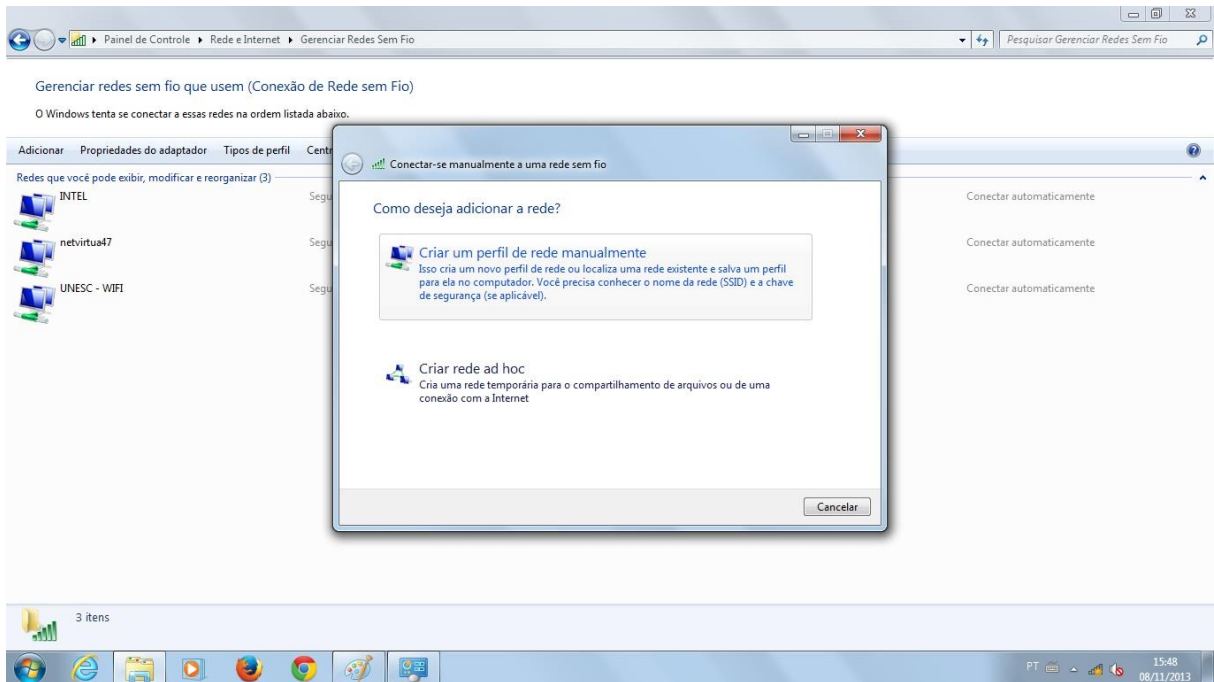 Painel de Controle Rede e Internet Gerenciar Redes Sem Fio
Pesquisar Gerenciar Redes Sem Fio
Gerenciar redes sem fio que usem (Conexão de Rede sem Fio)
O Windows tenta se conectar a essas redes na ordem listada abaixo.
Adicionar Propriedades do adaptador Tipos de perfil Centr
Redes que você pode exibir, modificar e reorganizar (3)
INTEL Segu Conectar automaticamente
netvirtua47 Segu Conectar automaticamente
UNESC - WIFI Segu Conectar automaticamente
Conectar-se manualmente a uma rede sem fio
Como deseja adicionar a rede?
Criar um perfil de rede manualmente
Isso cria um novo perfil de rede ou localiza uma rede existente e salva um perfil
para ela no computador. Você precisa conhecer o nome da rede (SSID) e a chave
de segurança (se aplicável).
Criar rede ad hoc
Cria uma rede temporária para o compartilhamento de arquivos ou de uma
conexão com a Internet
Cancelar
3 itens
PT
15:48
08/11/2013